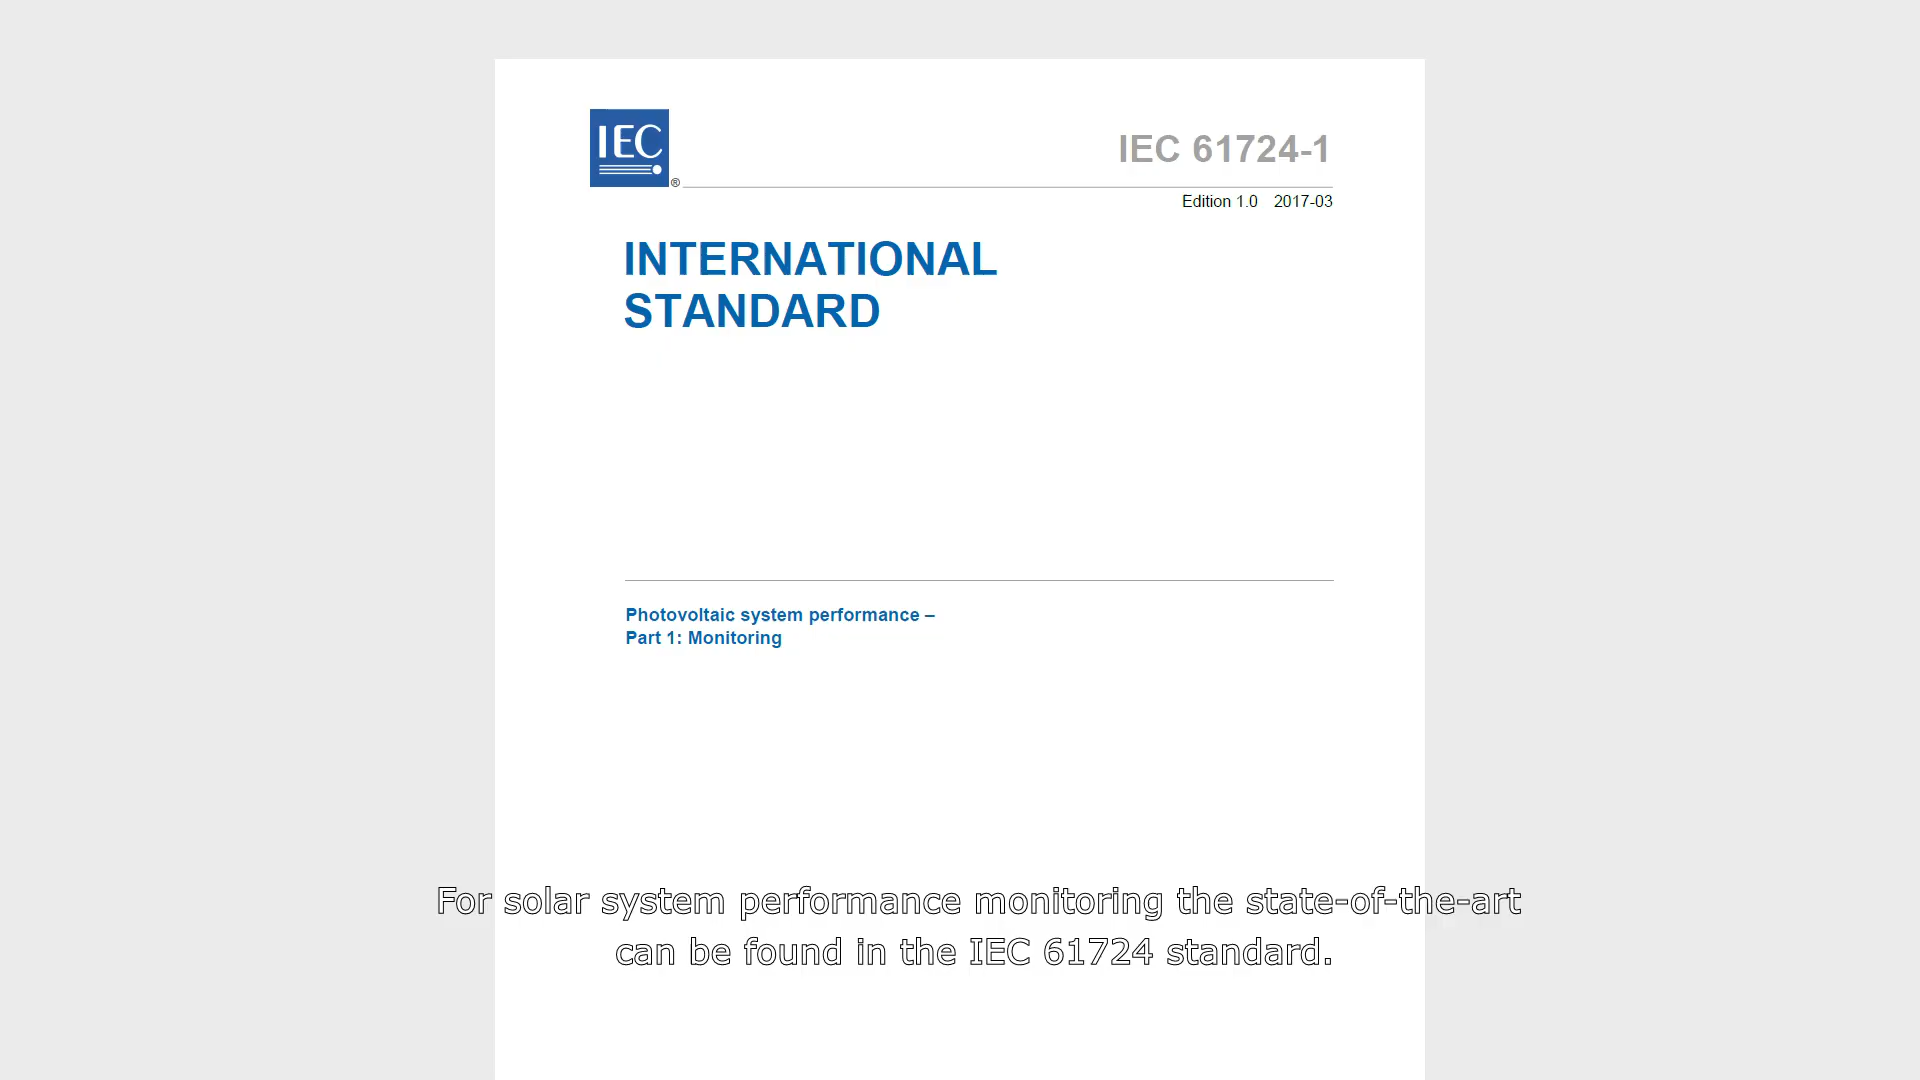 IEC
®
IEC 61724-1
Edition 1.0 2017-03
INTERNATIONAL
STANDARD
Photovoltaic system performance –
Part 1: Monitoring
For solar system performance monitoring the state-of-the-art
can be found in the IEC 61724 standard.